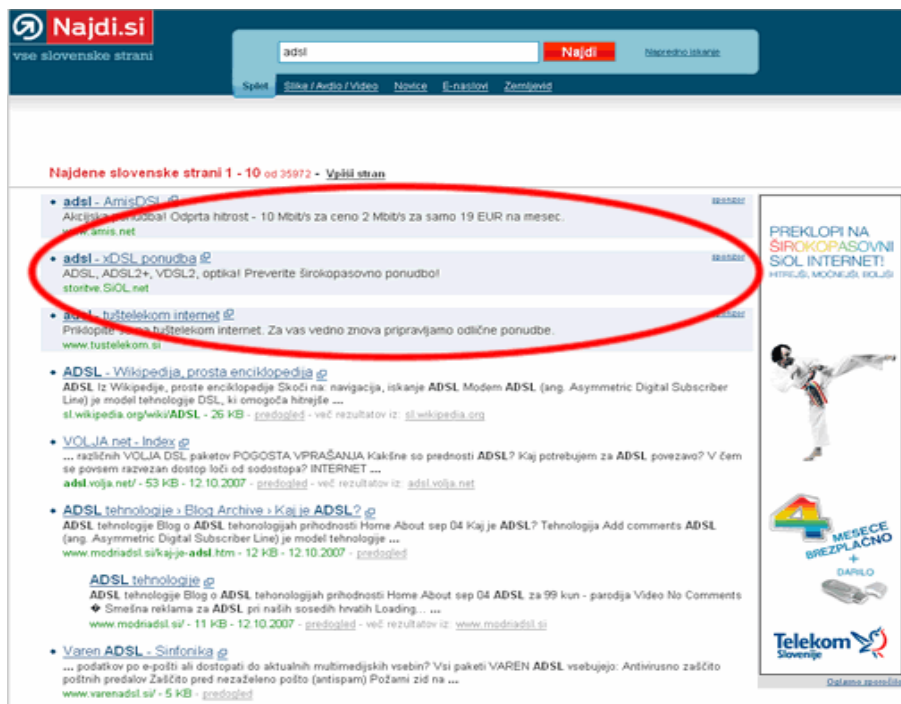 Najdi.si
vse slovenske strani
adsl
Najdi
Napredno iskanje
Splet Slike / Avdio / Video Novice E-naslovi Zemljevid
Najdene slovenske strani 1 - 10 od 35972 - Vpiši stran
adsl - AmisDSL
sponzor
Akcijska ponudba! Odprta hitrost - 10 Mbit/s za ceno 2 Mbit/s za samo 19 EUR na mesec.
www.amis.net
adsl - xDSL ponudba
sponzor
ADSL, ADSL2+, VDSL2, optika! Preverite širokopasovno ponudbo!
storitve.SiOL.net
adsl - tuštelekom internet
sponzor
Priklopite se na tuštelekom internet. Za vas vedno znova pripravljamo odlične ponudbe.
www.tustelekom.si
ADSL - Wikipedija, prosta enciklopedija
ADSL Iz Wikipedije, proste enciklopedije Skoči na: navigacija, iskanje ADSL Modem ADSL (ang. Asymmetric Digital Subscriber
Line) je model tehnologije DSL, ki omogoča hitrejše ...
sl.wikipedia.org/wiki/ADSL - 26 KB - predogled - več rezultatov iz: sl.wikipedia.org
VOLJA net - Index
... različnih VOLJA DSL paketov POGOSTA VPRAŠANJA Kakšne so prednosti ADSL? Kaj potrebujem za ADSL povezavo? V čem
se povsem razvezan dostop loči od sodostopa? INTERNET ...
adsl.volja.net/ - 53 KB - 12.10.2007 - predogled - več rezultatov iz: adsl.volja.net
ADSL tehnologije › Blog Archive › Kaj je ADSL?
ADSL tehnologije Blog o ADSL tehonologijah prihodnosti Home About sep 04 Kaj je ADSL? Tehnologija Add comments ADSL
(ang. Asymmetric Digital Subscriber Line) je model tehnologije ...
www.modriadsl.si/kaj-je-adsl.htm - 12 KB - 12.10.2007 - predogled
ADSL tehnologije
ADSL tehnologije Blog o ADSL tehonologijah prihodnosti Home About sep 04 ADSL za 99 kun - parodija Video No Comments
� Smešna reklama za ADSL pri naših sosedih hrvatih Loading... ...
www.modriadsl.si/ - 11 KB - 12.10.2007 - predogled - več rezultatov iz: www.modriadsl.si
Varen ADSL - Sinfonika
... podatkov po e-pošti ali dostopati do aktualnih multimedijskih vsebin? Vsi paketi VAREN ADSL vsebujejo: Antivirusno zaščito
poštnih predalov Zaščito pred nezaželeno pošto (antispam) Požarni zid na ...
www.varenadsl.si/ - 5 KB - predogled
PREKLOPI NA
ŠIROKOPASOVNI
SiOL INTERNET!
HITREJŠI, MOČNEJŠI, BOLJŠI
4
MESECE
BREZPLAČNO
+
DARILO
Telekom
Slovenije
Oglasno sporočilo